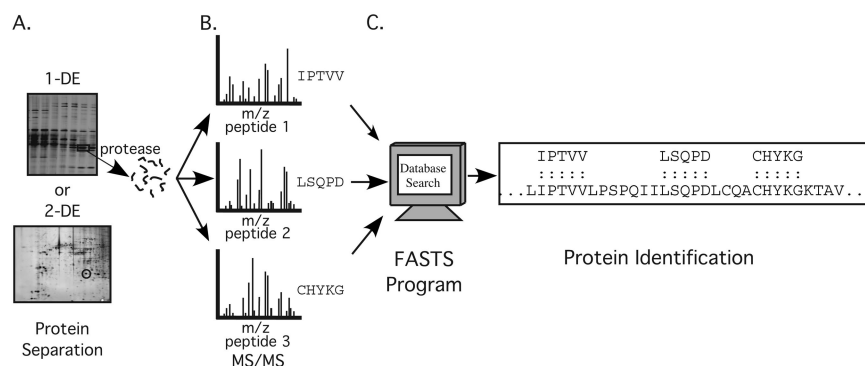 A.
1-DE
protease
or
2-DE
Protein
Separation
B.
IPTVV
m/z
peptide 1
LSQPD
m/z
peptide 2
CHYKG
m/z
peptide 3
MS/MS
C.
Database
Search
FASTS
Program
IPTVV LSQPD CHYKG
::::: ::::: :::::
...LIPTVVLPSPQIILSQPDLCQACHYKGKTAV...
Protein Identification